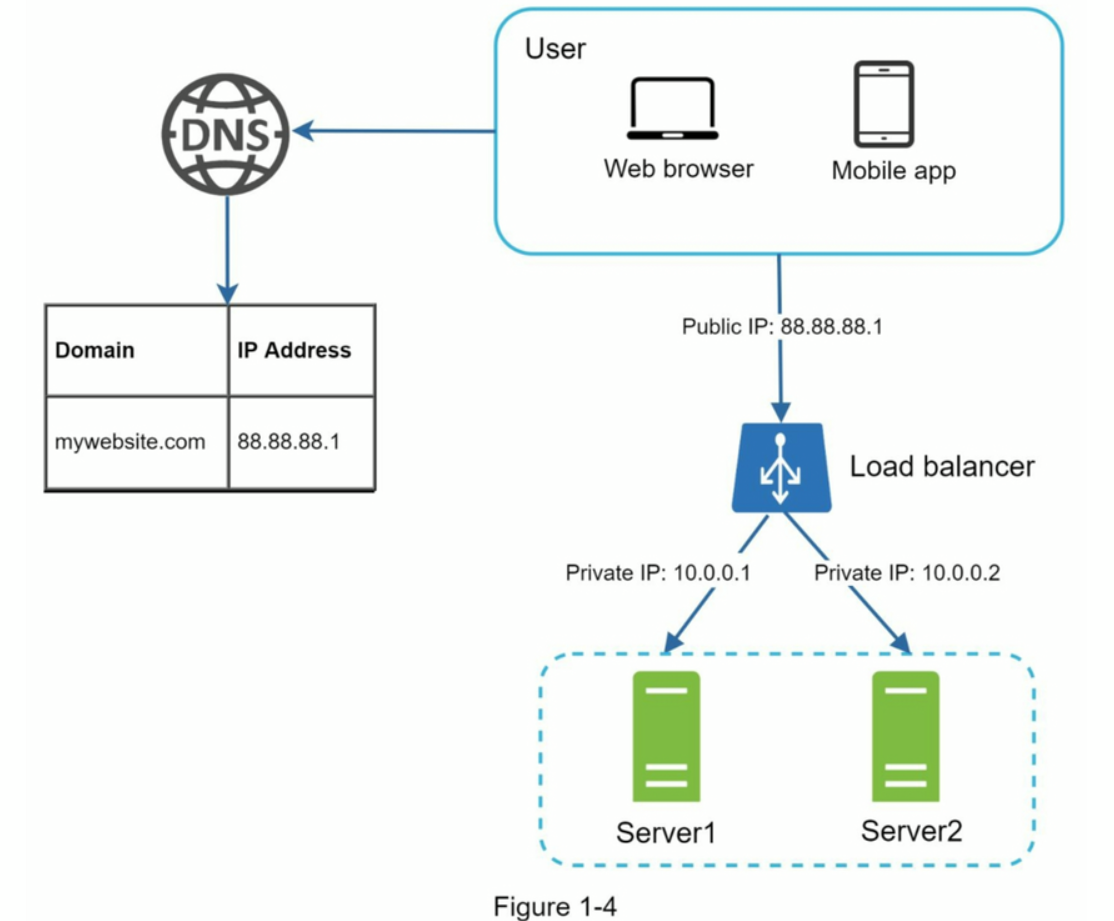 User
DNS
Web browser
Mobile app
Public IP: 88.88.88.1
Domain
IP Address
mywebsite.com
88.88.88.1
Load balancer
Private IP: 10.0.0.1
Private IP: 10.0.0.2
Server1
Server2
Figure 1-4